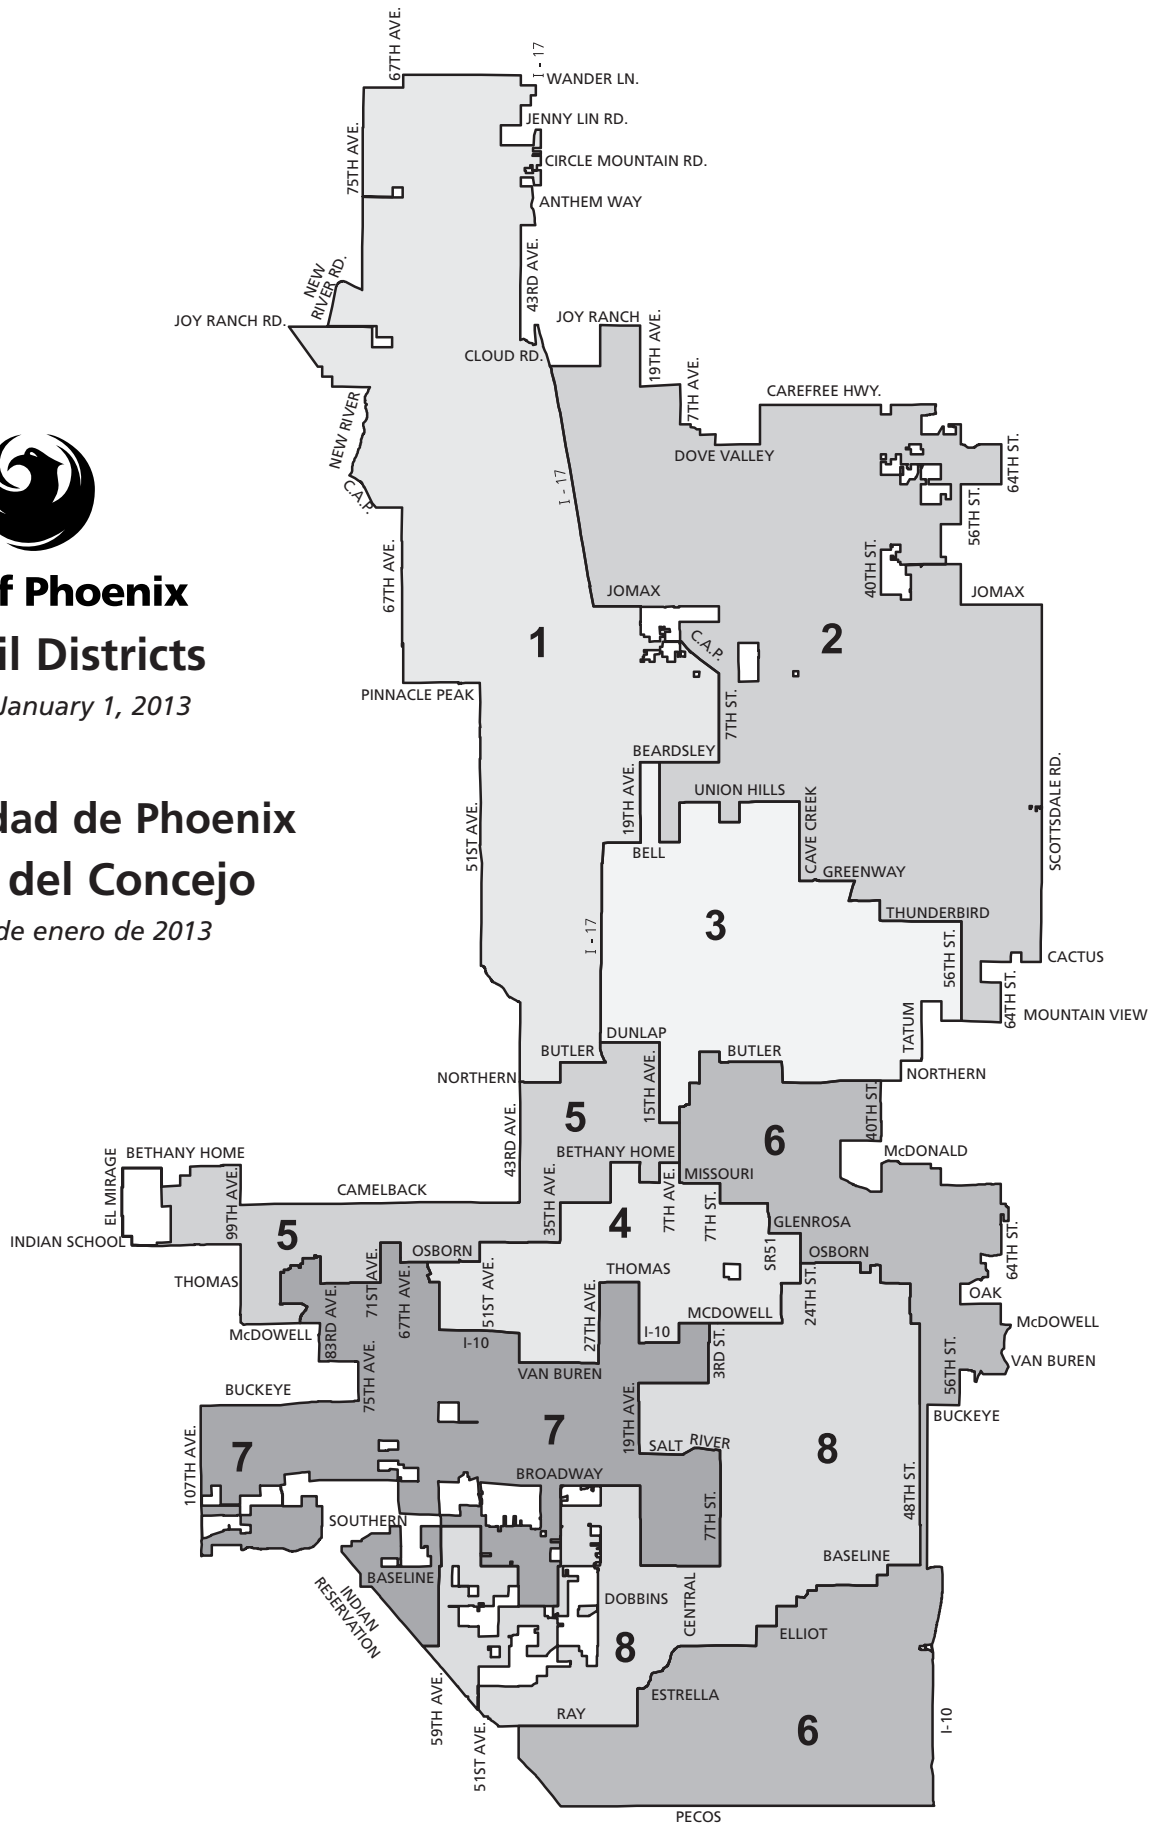 67TH AVE.
I - 17
WANDER LN.
JENNY LIN RD.
75TH AVE.
CIRCLE MOUNTAIN RD.
ANTHEM WAY
NEW
RIVER RD.
43RD AVE.
JOY RANCH RD.
JOY RANCH
19TH AVE.
CLOUD RD.
7TH AVE.
CAREFREE HWY.
NEW RIVER
DOVE VALLEY
64TH ST.
C.A.P.
I - 17
56TH ST.
67TH AVE.
40TH ST.
f Phoenix
JOMAX
JOMAX
il Districts
1
C.A.P.
2
January 1, 2013
PINNACLE PEAK
7TH ST.
BEARDSLEY
SCOTTSDALE RD.
dad de Phoenix
51ST AVE.
19TH AVE.
UNION HILLS
CAVE CREEK
BELL
GREENWAY
del Concejo
THUNDERBIRD
de enero de 2013
I - 17
3
56TH ST.
CACTUS
64TH ST.
MOUNTAIN VIEW
DUNLAP
TATUM
BUTLER
BUTLER
NORTHERN
NORTHERN
15TH AVE.
43RD AVE.
5
40TH ST.
6
BETHANY HOME
BETHANY HOME
McDONALD
EL MIRAGE
99TH AVE.
CAMELBACK
35TH AVE.
7TH AVE.
MISSOURI
7TH ST.
INDIAN SCHOOL
5
4
GLENROSA
64TH ST.
OSBORN
SR51
OSBORN
THOMAS
71ST AVE.
67TH AVE.
51ST AVE.
THOMAS
24TH ST.
OAK
83RD AVE.
27TH AVE.
McDOWELL
MCDOWELL
McDOWELL
I-10
I-10
3RD ST.
VAN BUREN
VAN BUREN
56TH ST.
BUCKEYE
75TH AVE.
BUCKEYE
107TH AVE.
7
7
19TH AVE.
SALT RIVER
8
BROADWAY
48TH ST.
SOUTHERN
7TH ST.
BASELINE
BASELINE
INDIAN
RESERVATION
DOBBINS
CENTRAL
8
ELLIOT
59TH AVE.
ESTRELLA
RAY
51ST AVE.
6
I-10
PECOS